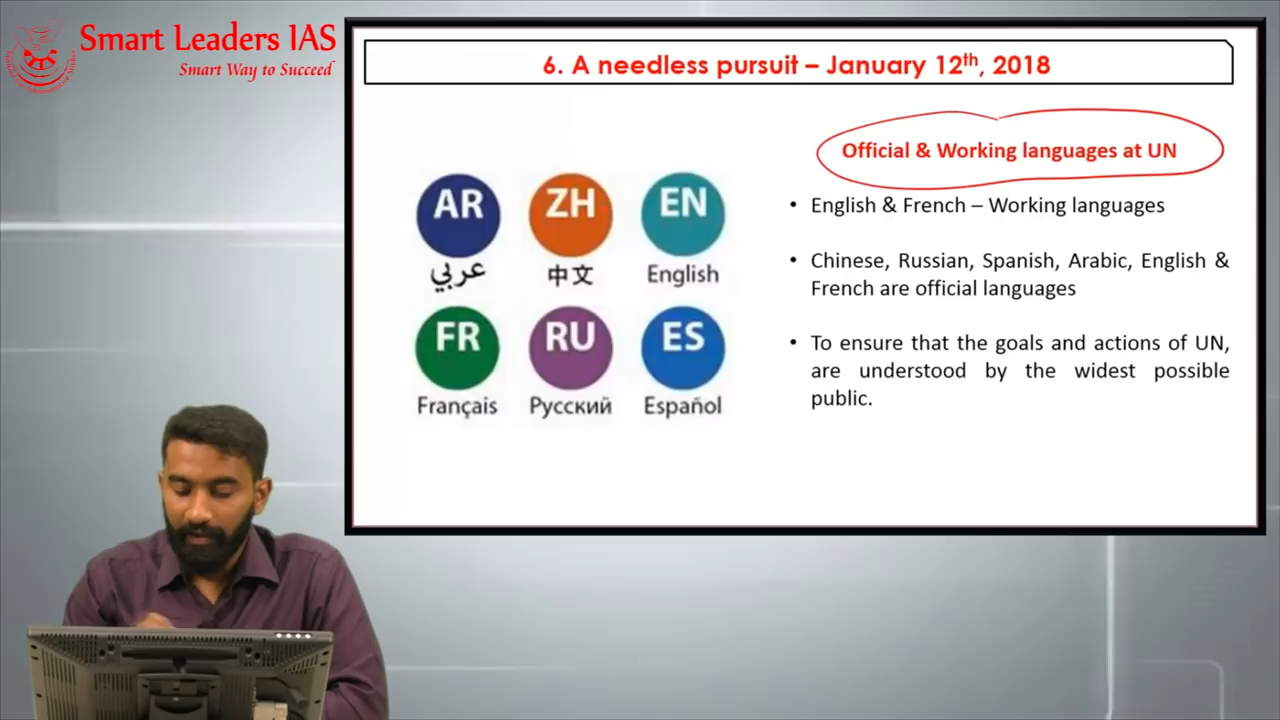 Smart Leaders IAS
Smart Way to Succeed
6. A needless pursuit – January 12th, 2018
Official & Working languages at UN
AR
ZH
EN
عربي
中文
English
FR
RU
ES
Français
Русский
Español
• English & French – Working languages
• Chinese, Russian, Spanish, Arabic, English &
French are official languages
• To ensure that the goals and actions of UN,
are understood by the widest possible
public.